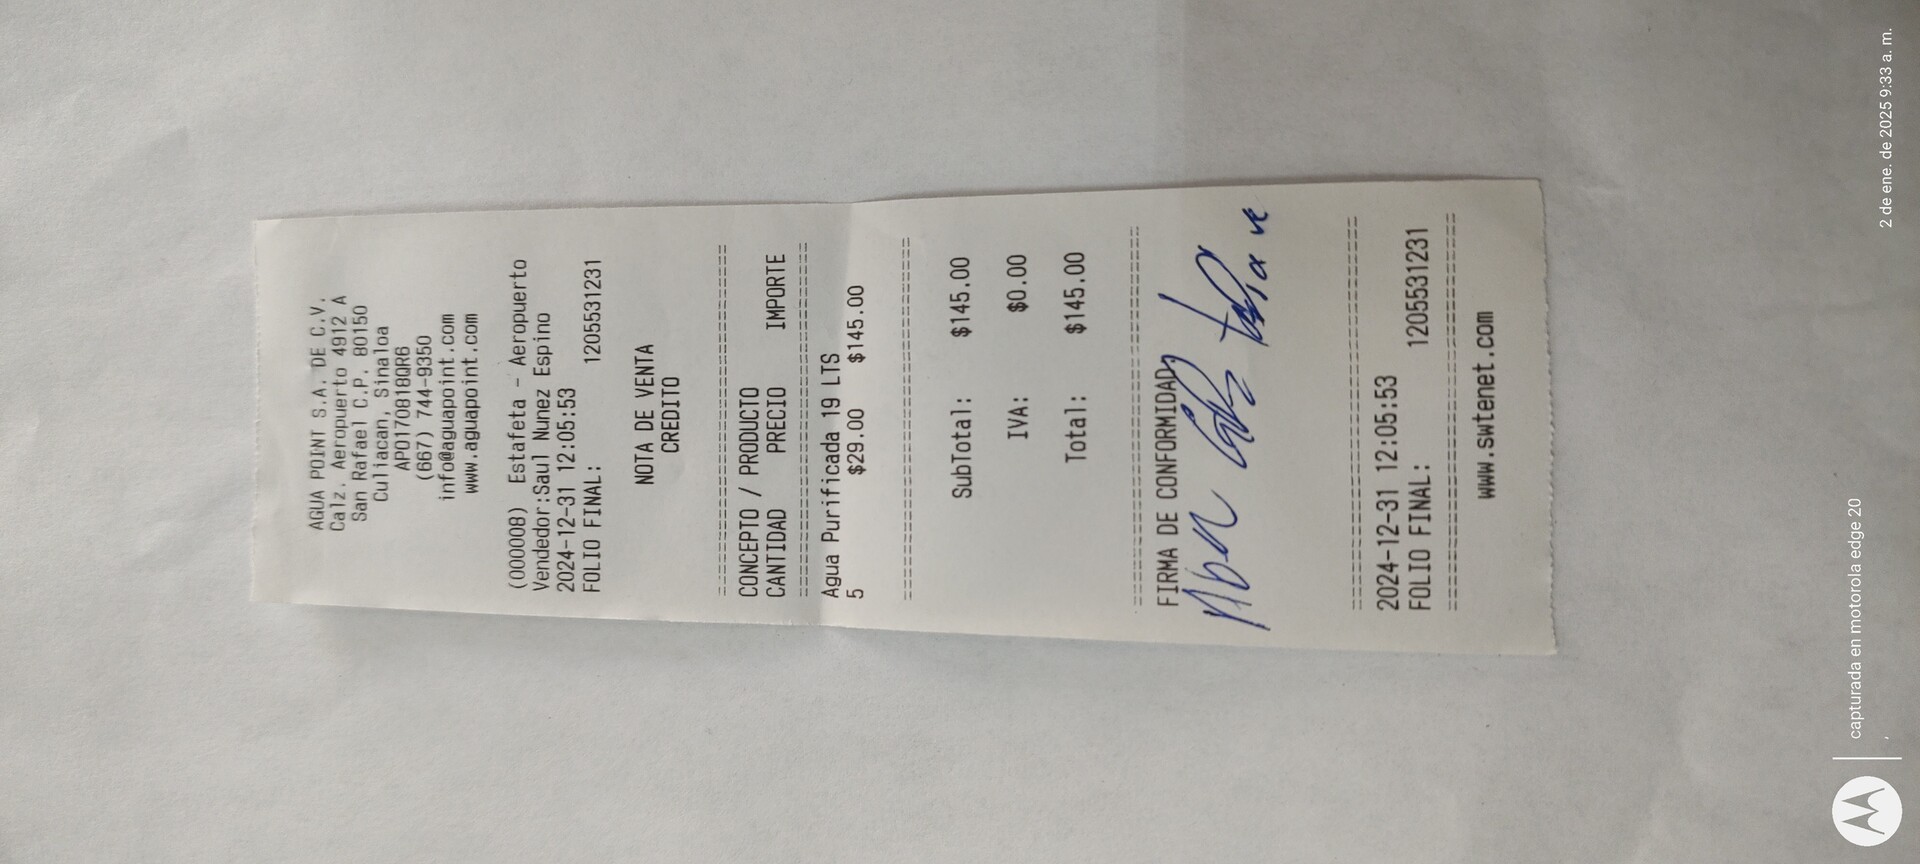 AGUA POINT S.A. DE C.V.
Calz. Aeropuerto 4912 A
San Rafael C.P. 80150
Culiacan, Sinaloa
APO170818QR6
(667) 744-9350
info@aguapoint.com
www.aguapoint.com
(000008) Estafeta - Aeropuerto
Vendedor:Saul Nunez Espino
2024-12-31 12:05:53
FOLIO FINAL: 1205531231
NOTA DE VENTA
CREDITO
CONCEPTO / PRODUCTO
CANTIDAD PRECIO IMPORTE
Agua Purificada 19 LTS
5 $29.00 $145.00
SubTotal: $145.00
IVA: $0.00
Total: $145.00
FIRMA DE CONFORMIDAD
2024-12-31 12:05:53
FOLIO FINAL: 1205531231
www.swtenet.com
capturada en motorola edge 20
2 de ene. de 2025 9:33 a. m.